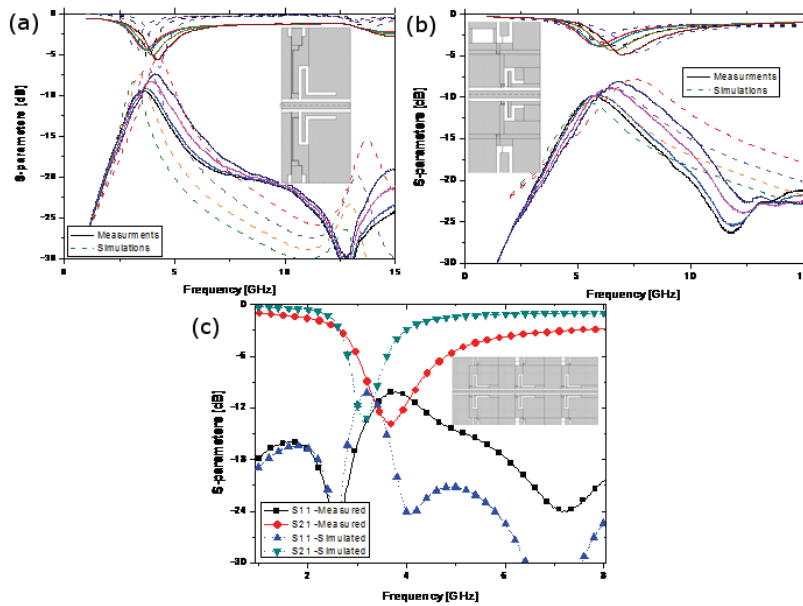 (a)
0
-5
-10
-15
-20
-25
-30
S-parameters [dB]
Measurments
Simulations
0 5 10 15
Frequency [GHz]
(b)
0
-5
-10
-15
-20
-25
-30
S-parameters [dB]
Measurments
Simulations
0 5 10 15
Frequency [GHz]
(c)
0
-6
-12
-18
-24
-30
S-parameters [dB]
S11-Measured
S21-Measured
S11-Simulated
S21-Simulated
2 4 6 8
Frequency [GHz]